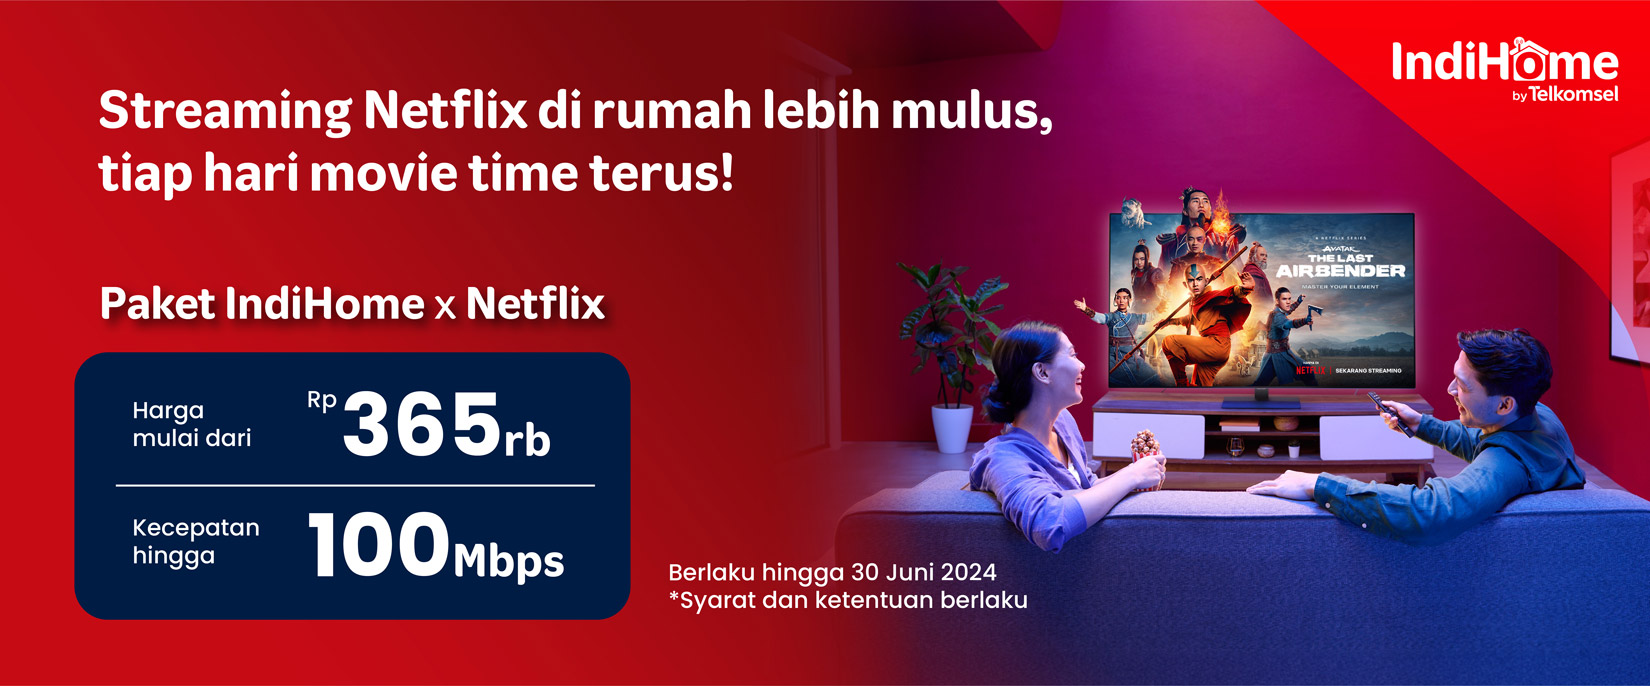 IndiHome
by Telkomsel
Streaming Netflix di rumah lebih mulus,
tiap hari movie time terus!
Paket IndiHome x Netflix
Harga
mulai dari
Rp 365rb
Kecepatan
hingga
100Mbps
Berlaku hingga 30 Juni 2024
*Syarat dan ketentuan berlaku
A NETFLIX SERIES
AVATAR
THE LAST
AIRBENDER
MASTER YOUR ELEMENT
NETFLIX | SEKARANG STREAMING